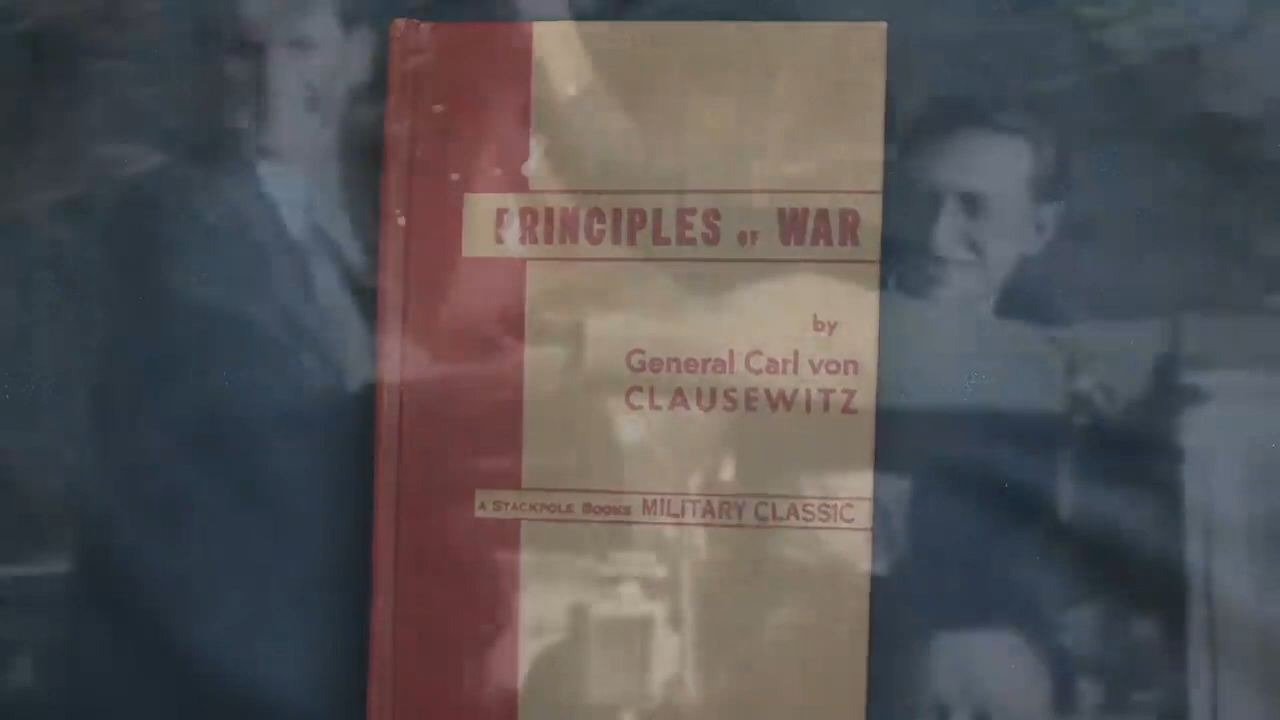 PRINCIPLES OF WAR
by
General Carl von
CLAUSEWITZ
A STACKPOLE BOOKS MILITARY CLASSIC